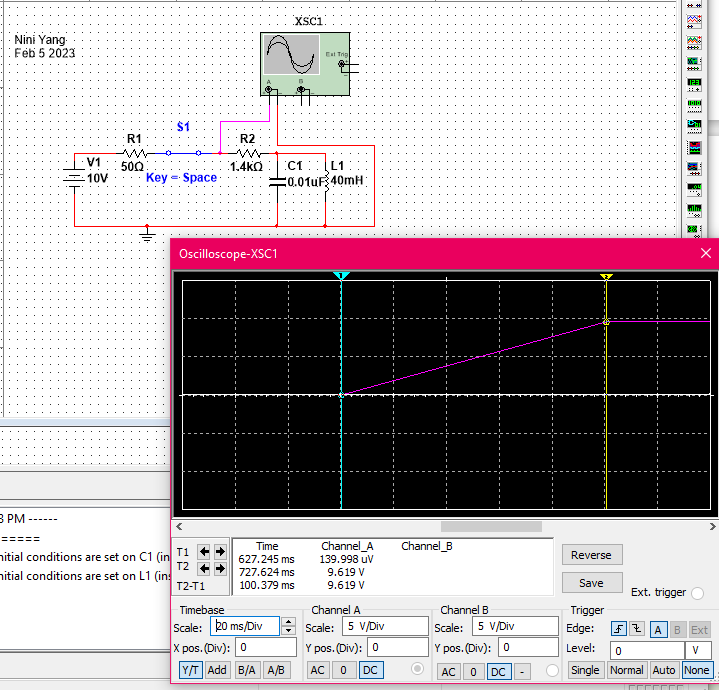 XSC1
Nini Yang
Feb 5 2023
Ext Trig
A
B
S1
R1
R2
V1
50Ω
1.4kΩ
C1
L1
10V
Key = Space
0.01uF
40mH
Oscilloscope-XSC1
1
2
8 PM ------
=====
nitial conditions are set on C1 (in
nitial conditions are set on L1 (ins
T1
T2
T2-T1
Time
Channel_A
Channel_B
627.245 ms
139.998 uV
727.624 ms
9.619 V
100.379 ms
9.619 V
Reverse
Save
Ext. trigger
Timebase
Scale:
20 ms/Div
X pos.(Div):
0
Y/T
Add
B/A
A/B
Channel A
Scale:
5 V/Div
Y pos.(Div):
0
AC
0
DC
Channel B
Scale:
5 V/Div
Y pos.(Div):
0
AC
0
DC
-
Trigger
Edge:
A
B
Ext
Level:
0
V
Single
Normal
Auto
None